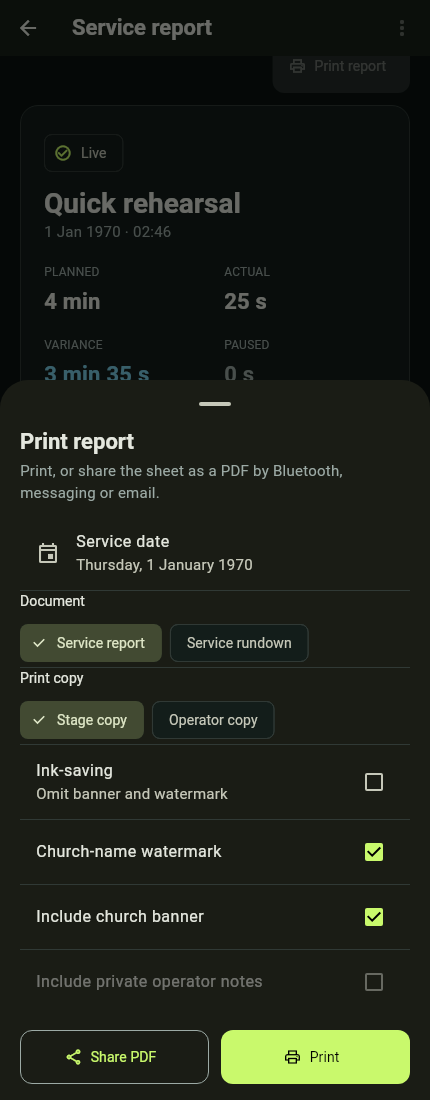 Service report
Print report
Live
Quick rehearsal
1 Jan 1970 · 02:46
PLANNED
ACTUAL
4 min
25 s
VARIANCE
PAUSED
3 min 35 s
0 s
Print report
Print, or share the sheet as a PDF by Bluetooth,
messaging or email.
Service date
Thursday, 1 January 1970
Document
Service report
Service rundown
Print copy
Stage copy
Operator copy
Ink-saving
Omit banner and watermark
Church-name watermark
Include church banner
Include private operator notes
Share PDF
Print